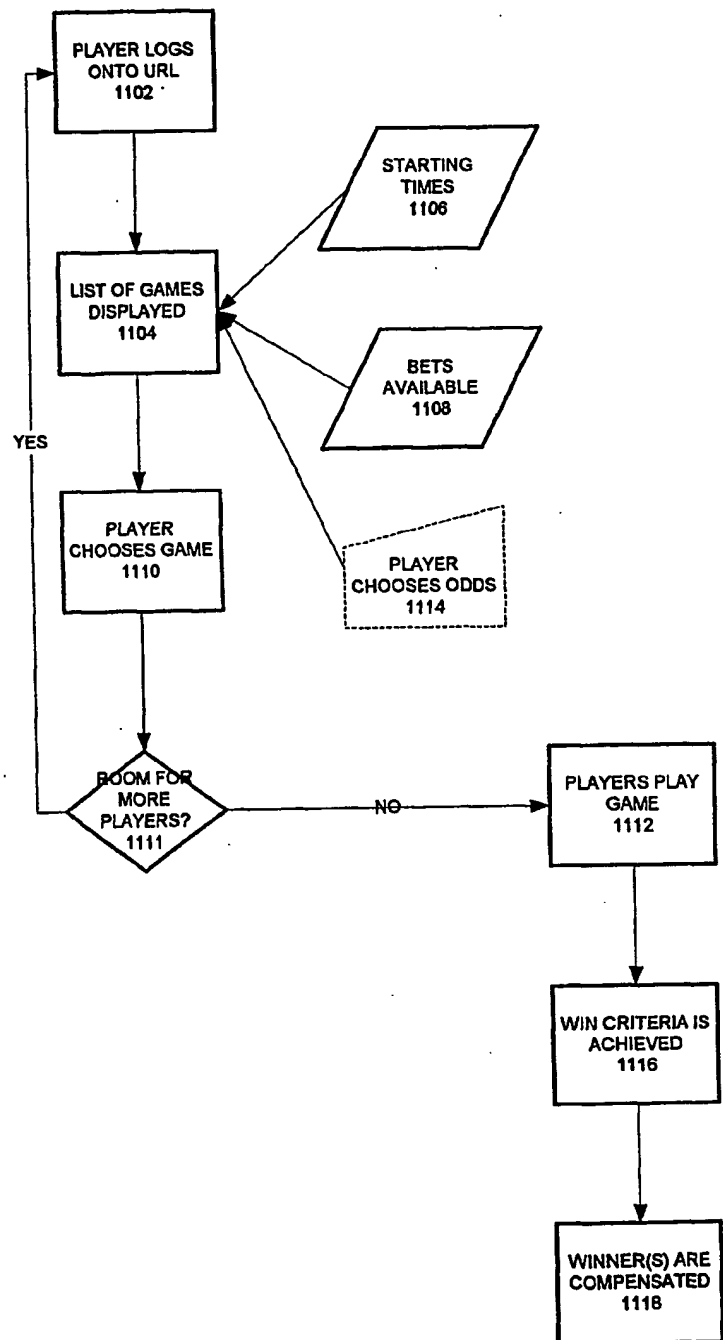 PLAYER LOGS
ONTO URL
1102
STARTING
TIMES
1106
LIST OF GAMES
DISPLAYED
1104
BETS
AVAILABLE
1108
YES
PLAYER
CHOOSES GAME
1110
PLAYER
CHOOSES ODDS
1114
ROOM FOR
MORE
PLAYERS?
1111
NO
PLAYERS PLAY
GAME
1112
WIN CRITERIA IS
ACHIEVED
1116
WINNER(S) ARE
COMPENSATED
1118